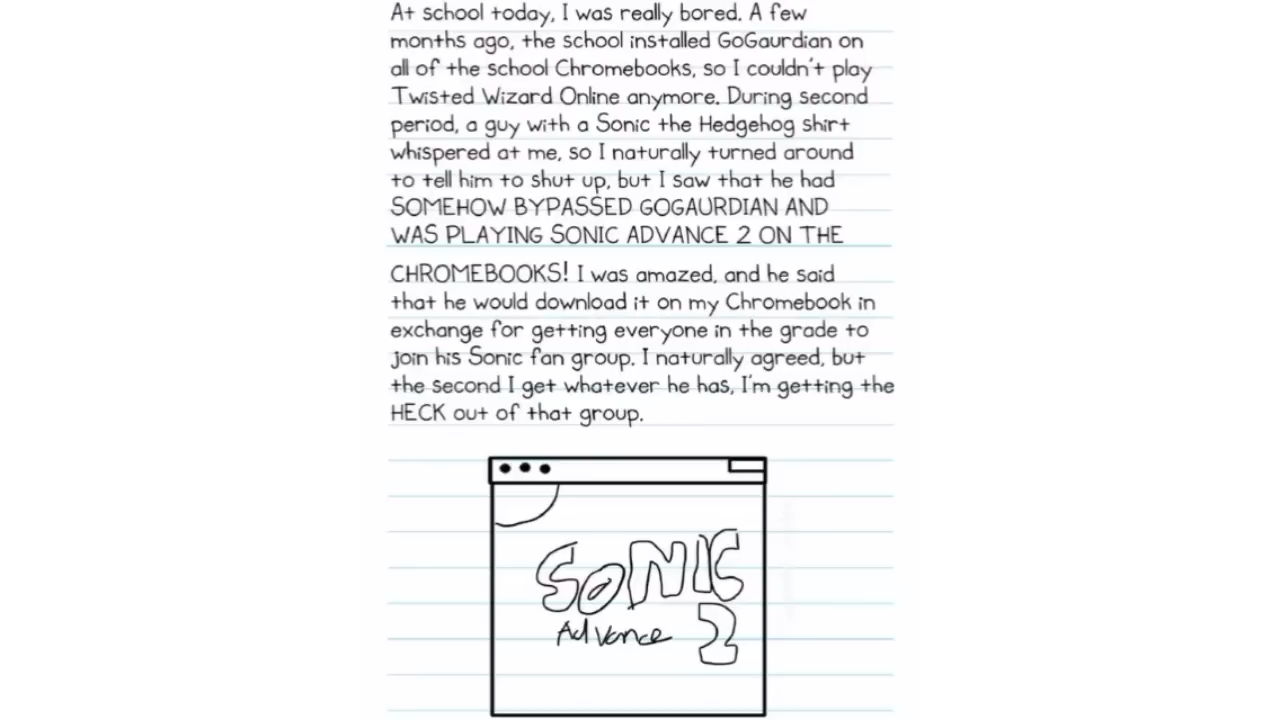 At school today, I was really bored. A few
months ago, the school installed GoGaurdian on
all of the school Chromebooks, so I couldn't play
Twisted Wizard Online anymore. During second
period, a guy with a Sonic the Hedgehog shirt
whispered at me, so I naturally turned around
to tell him to shut up, but I saw that he had
SOMEHOW BYPASSED GOGAURDIAN AND
WAS PLAYING SONIC ADVANCE 2 ON THE
CHROMEBOOKS! I was amazed, and he said
that he would download it on my Chromebook in
exchange for getting everyone in the grade to
join his Sonic fan group. I naturally agreed, but
the second I get whatever he has, I'm getting the
HECK out of that group.
SONIC
Advance 2